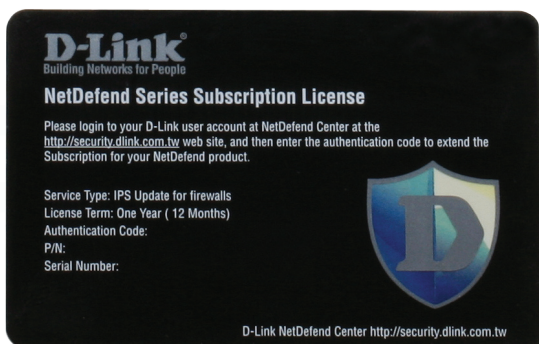 D-Link®
Building Networks for People
NetDefend Series Subscription License
Please login to your D-Link user account at NetDefend Center at the
http://security.dlink.com.tw web site, and then enter the authentication code to extend the
Subscription for your NetDefend product.
Service Type: IPS Update for firewalls
License Term: One Year ( 12 Months)
Authentication Code:
P/N:
Serial Number:
D
D-Link NetDefend Center http://security.dlink.com.tw